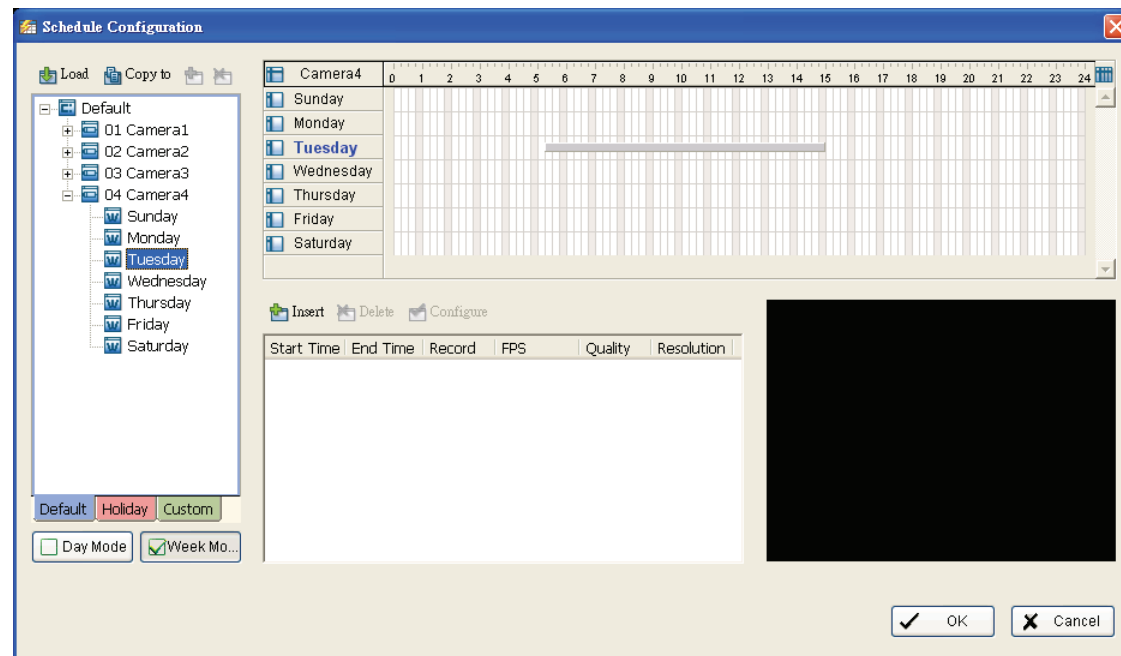 Schedule Configuration
Load Copy to
Default
01 Camera1
02 Camera2
03 Camera3
04 Camera4
Sunday
Monday
Tuesday
Wednesday
Thursday
Friday
Saturday
Default Holiday Custom
Day Mode Week Mo...
Camera4 0 1 2 3 4 5 6 7 8 9 10 11 12 13 14 15 16 17 18 19 20 21 22 23 24
Sunday
Monday
Tuesday
Wednesday
Thursday
Friday
Saturday
Insert Delete Configure
Start Time End Time Record FPS Quality Resolution
OK Cancel